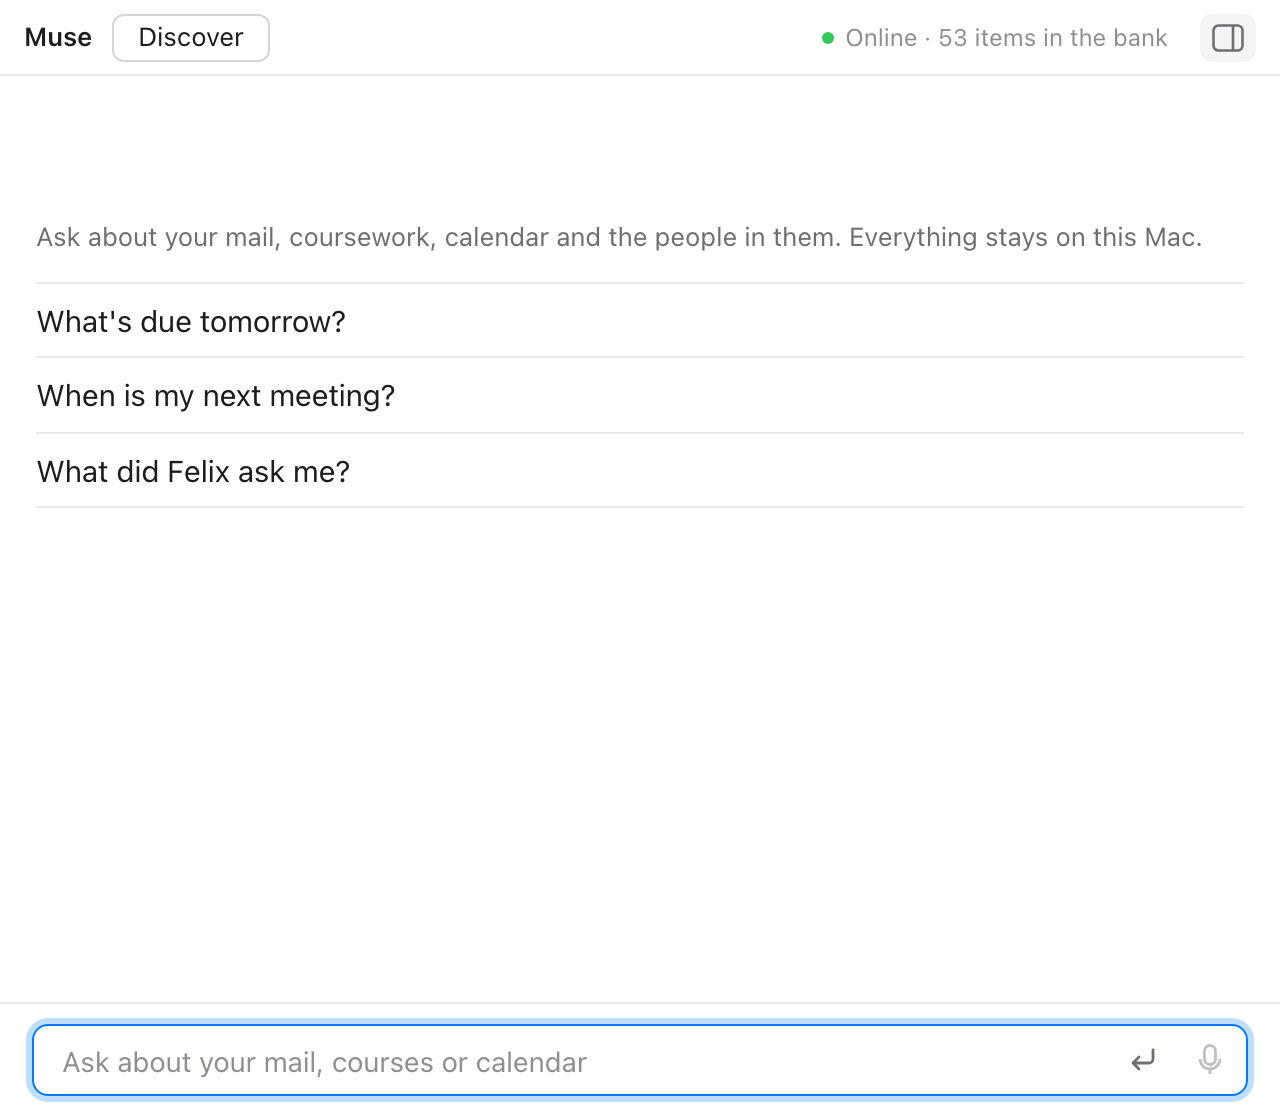 Muse
Discover
Online · 53 items in the bank
Ask about your mail, coursework, calendar and the people in them. Everything stays on this Mac.
What's due tomorrow?
When is my next meeting?
What did Felix ask me?
Ask about your mail, courses or calendar